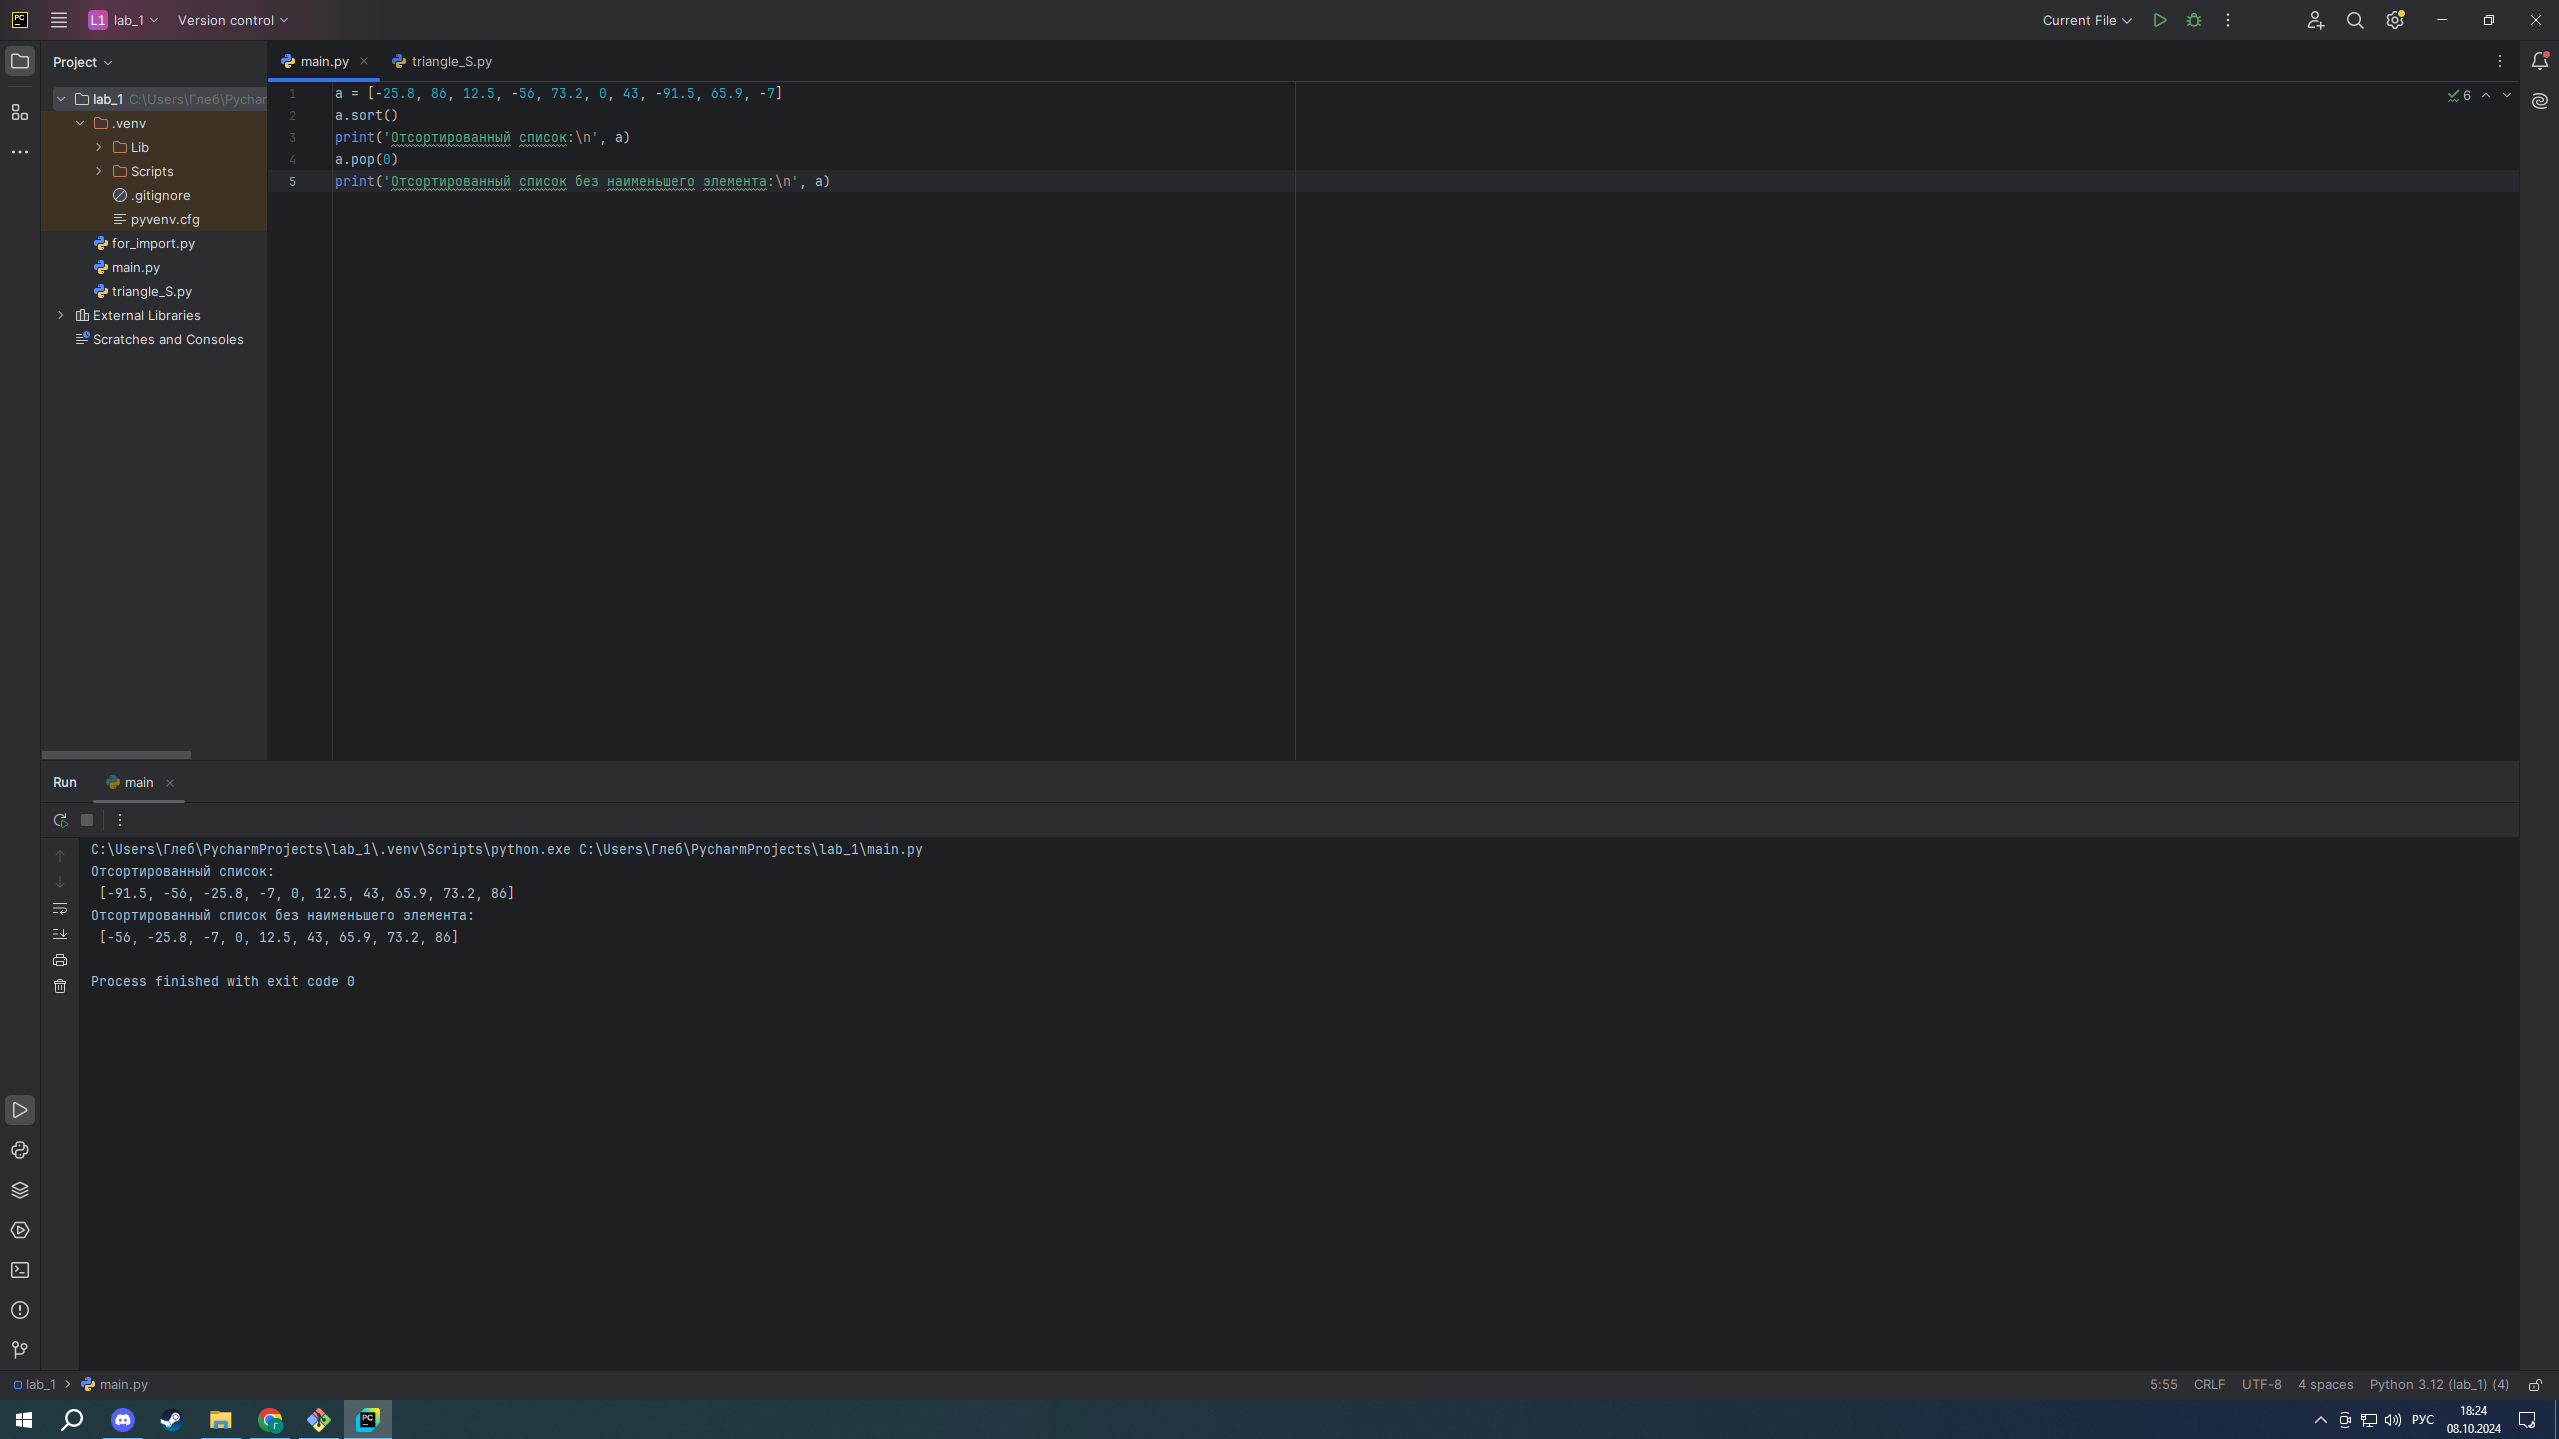 PC L1 lab_1 Version control Current File
Project
main.py triangle_S.py
lab_1 C:\Users\Глеб\Pychar
.venv
Lib
Scripts
.gitignore
pyvenv.cfg
for_import.py
main.py
triangle_S.py
External Libraries
Scratches and Consoles
1 a = [-25.8, 86, 12.5, -56, 73.2, 0, 43, -91.5, 65.9, -7]
2 a.sort()
3 print('Отсортированный список:\n', a)
4 a.pop(0)
5 print('Отсортированный список без наименьшего элемента:\n', a)
6
Run main
C:\Users\Глеб\PycharmProjects\lab_1\.venv\Scripts\python.exe C:\Users\Глеб\PycharmProjects\lab_1\main.py
Отсортированный список:
[-91.5, -56, -25.8, -7, 0, 12.5, 43, 65.9, 73.2, 86]
Отсортированный список без наименьшего элемента:
[-56, -25.8, -7, 0, 12.5, 43, 65.9, 73.2, 86]
Process finished with exit code 0
lab_1 main.py 5:55 CRLF UTF-8 4 spaces Python 3.12 (lab_1) (4)
PC РУС 18:24
08.10.2024